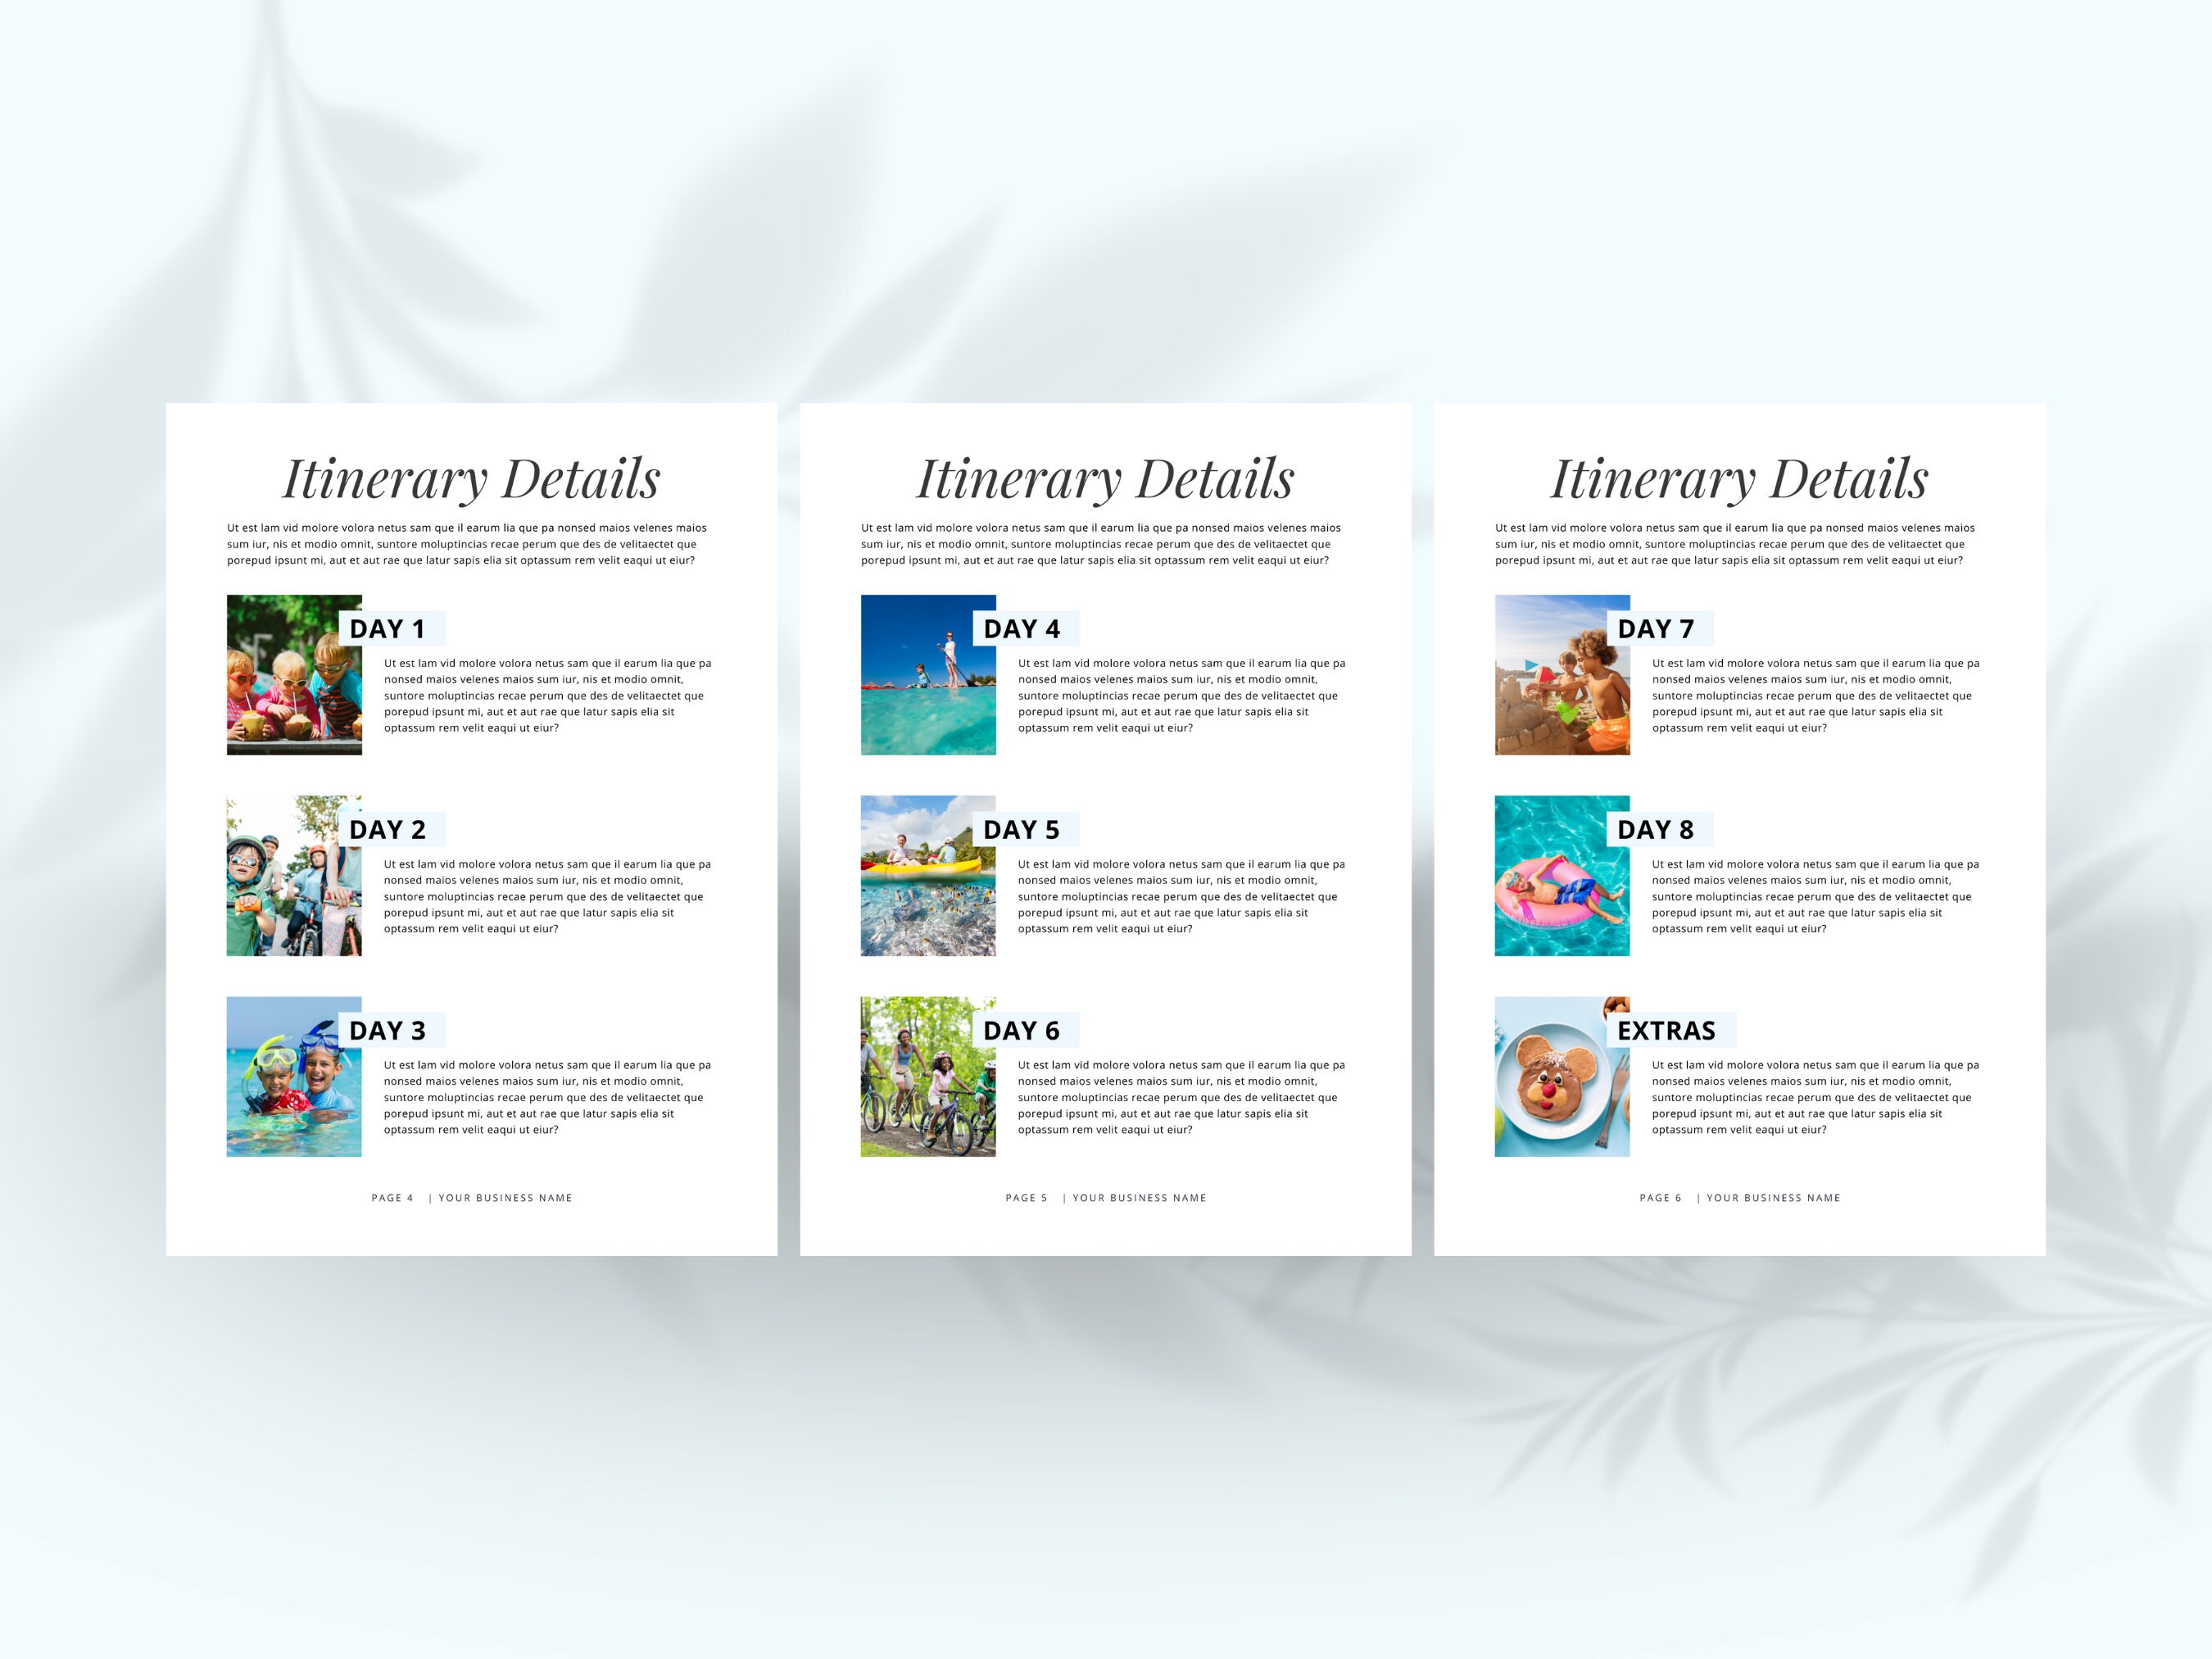 Itinerary Details
Ut est lam vid molore volora netus sam que il earum lia que pa nonsed maios velenes maios
sum iur, nis et modio omnit, suntore moluptincias recae perum que des de velitaectet que
porepud ipsunt mi, aut et aut rae que latur sapis elia sit optassum rem velit eaqui ut eiur?
DAY 1
Ut est lam vid molore volora netus sam que il earum lia que pa
nonsed maios velenes maios sum iur, nis et modio omnit,
suntore moluptincias recae perum que des de velitaectet que
porepud ipsunt mi, aut et aut rae que latur sapis elia sit
optassum rem velit eaqui ut eiur?
DAY 2
Ut est lam vid molore volora netus sam que il earum lia que pa
nonsed maios velenes maios sum iur, nis et modio omnit,
suntore moluptincias recae perum que des de velitaectet que
porepud ipsunt mi, aut et aut rae que latur sapis elia sit
optassum rem velit eaqui ut eiur?
DAY 3
Ut est lam vid molore volora netus sam que il earum lia que pa
nonsed maios velenes maios sum iur, nis et modio omnit,
suntore moluptincias recae perum que des de velitaectet que
porepud ipsunt mi, aut et aut rae que latur sapis elia sit
optassum rem velit eaqui ut eiur?
PAGE 4 | YOUR BUSINESS NAME
Itinerary Details
Ut est lam vid molore volora netus sam que il earum lia que pa nonsed maios velenes maios
sum iur, nis et modio omnit, suntore moluptincias recae perum que des de velitaectet que
porepud ipsunt mi, aut et aut rae que latur sapis elia sit optassum rem velit eaqui ut eiur?
DAY 4
Ut est lam vid molore volora netus sam que il earum lia que pa
nonsed maios velenes maios sum iur, nis et modio omnit,
suntore moluptincias recae perum que des de velitaectet que
porepud ipsunt mi, aut et aut rae que latur sapis elia sit
optassum rem velit eaqui ut eiur?
DAY 5
Ut est lam vid molore volora netus sam que il earum lia que pa
nonsed maios velenes maios sum iur, nis et modio omnit,
suntore moluptincias recae perum que des de velitaectet que
porepud ipsunt mi, aut et aut rae que latur sapis elia sit
optassum rem velit eaqui ut eiur?
DAY 6
Ut est lam vid molore volora netus sam que il earum lia que pa
nonsed maios velenes maios sum iur, nis et modio omnit,
suntore moluptincias recae perum que des de velitaectet que
porepud ipsunt mi, aut et aut rae que latur sapis elia sit
optassum rem velit eaqui ut eiur?
PAGE 5 | YOUR BUSINESS NAME
Itinerary Details
Ut est lam vid molore volora netus sam que il earum lia que pa nonsed maios velenes maios
sum iur, nis et modio omnit, suntore moluptincias recae perum que des de velitaectet que
porepud ipsunt mi, aut et aut rae que latur sapis elia sit optassum rem velit eaqui ut eiur?
DAY 7
Ut est lam vid molore volora netus sam que il earum lia que pa
nonsed maios velenes maios sum iur, nis et modio omnit,
suntore moluptincias recae perum que des de velitaectet que
porepud ipsunt mi, aut et aut rae que latur sapis elia sit
optassum rem velit eaqui ut eiur?
DAY 8
Ut est lam vid molore volora netus sam que il earum lia que pa
nonsed maios velenes maios sum iur, nis et modio omnit,
suntore moluptincias recae perum que des de velitaectet que
porepud ipsunt mi, aut et aut rae que latur sapis elia sit
optassum rem velit eaqui ut eiur?
EXTRAS
Ut est lam vid molore volora netus sam que il earum lia que pa
nonsed maios velenes maios sum iur, nis et modio omnit,
suntore moluptincias recae perum que des de velitaectet que
porepud ipsunt mi, aut et aut rae que latur sapis elia sit
optassum rem velit eaqui ut eiur?
PAGE 6 | YOUR BUSINESS NAME